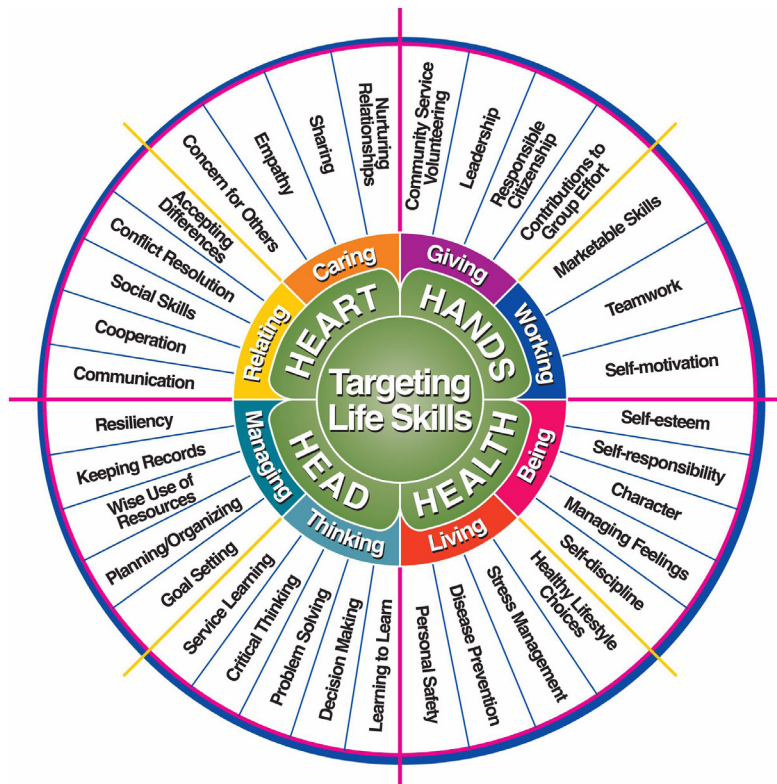 Targeting
Life Skills
HEART
HANDS
HEALTH
HEAD
Caring
Giving
Working
Being
Living
Thinking
Managing
Relating
Community Service
Volunteering
Leadership
Responsible
Citizenship
Contributions to
Group Effort
Marketable Skills
Teamwork
Self-motivation
Self-esteem
Self-responsibility
Character
Managing Feelings
Self-discipline
Healthy Lifestyle
Choices
Stress Management
Disease Prevention
Personal Safety
Learning to Learn
Decision Making
Problem Solving
Critical Thinking
Service Learning
Goal Setting
Planning/Organizing
Wise Use of
Resources
Keeping Records
Resiliency
Communication
Cooperation
Social Skills
Conflict Resolution
Accepting
Differences
Concern for Others
Empathy
Sharing
Nurturing
Relationships